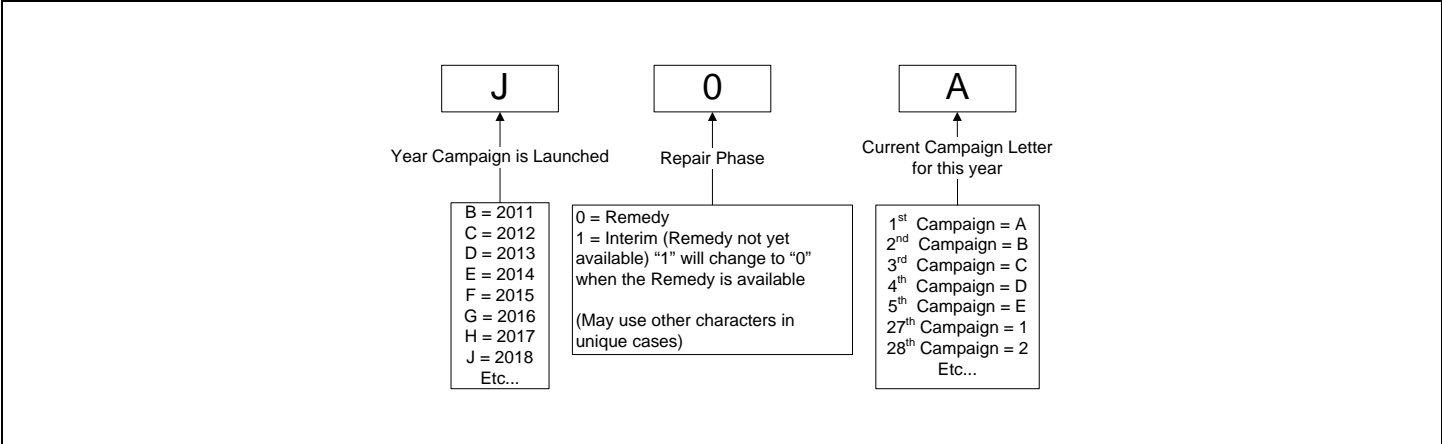 J
0
A
Year Campaign is Launched
Repair Phase
Current Campaign Letter
for this year
B = 2011
C = 2012
D = 2013
E = 2014
F = 2015
G = 2016
H = 2017
J = 2018
Etc...
0 = Remedy
1 = Interim (Remedy not yet
available) “1” will change to “0”
when the Remedy is available
(May use other characters in
unique cases)
1st Campaign = A
2nd Campaign = B
3rd Campaign = C
4th Campaign = D
5th Campaign = E
27th Campaign = 1
28th Campaign = 2
Etc...